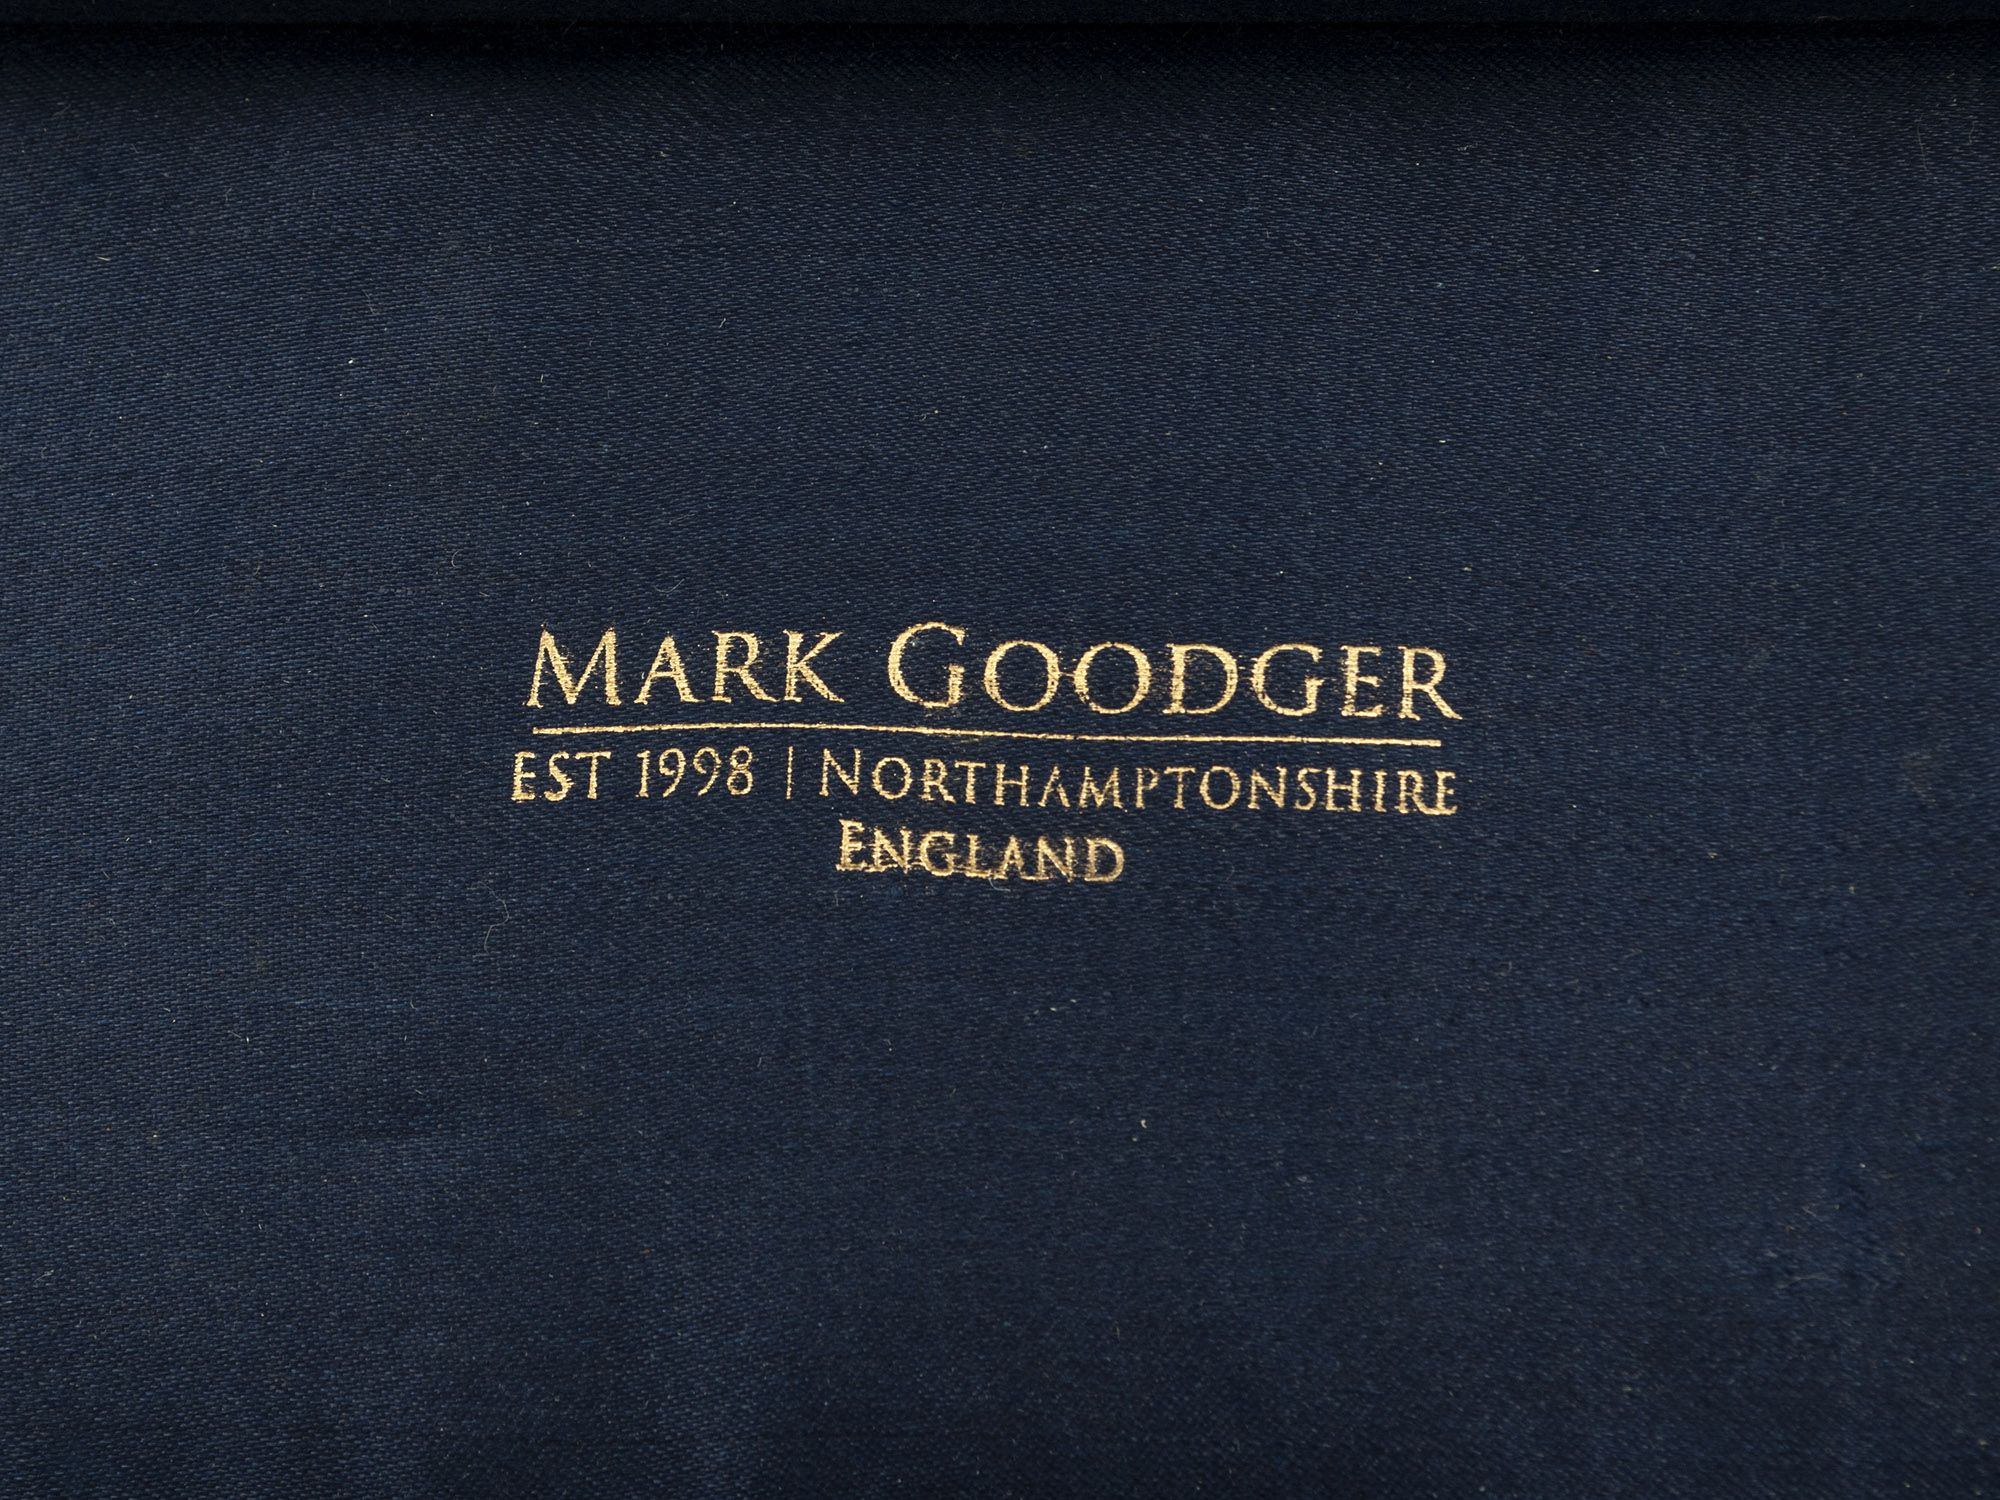 MARK GOODGER
EST 1998 | NORTHAMPTONSHIRE
ENGLAND